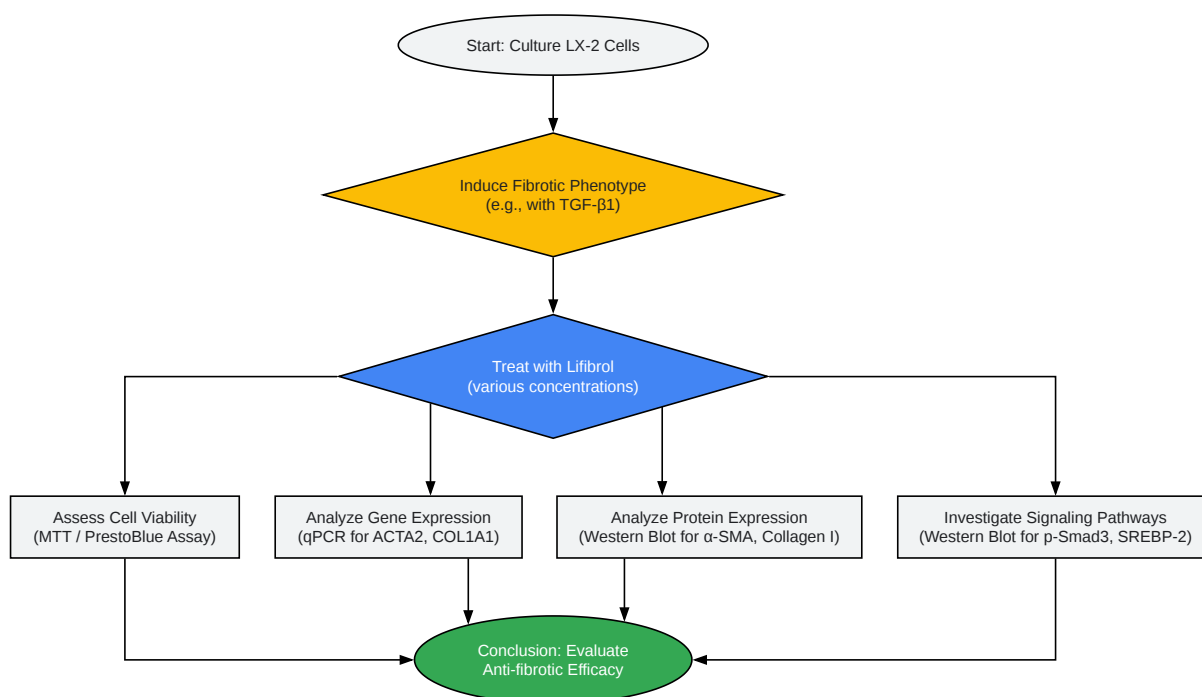 Start: Culture LX-2 Cells
Induce Fibrotic Phenotype
(e.g., with TGF-β1)
Treat with Lifibrol
(various concentrations)
Assess Cell Viability
(MTT / PrestoBlue Assay)
Analyze Gene Expression
(qPCR for ACTA2, COL1A1)
Analyze Protein Expression
(Western Blot for α-SMA, Collagen I)
Investigate Signaling Pathways
(Western Blot for p-Smad3, SREBP-2)
Conclusion: Evaluate
Anti-fibrotic Efficacy